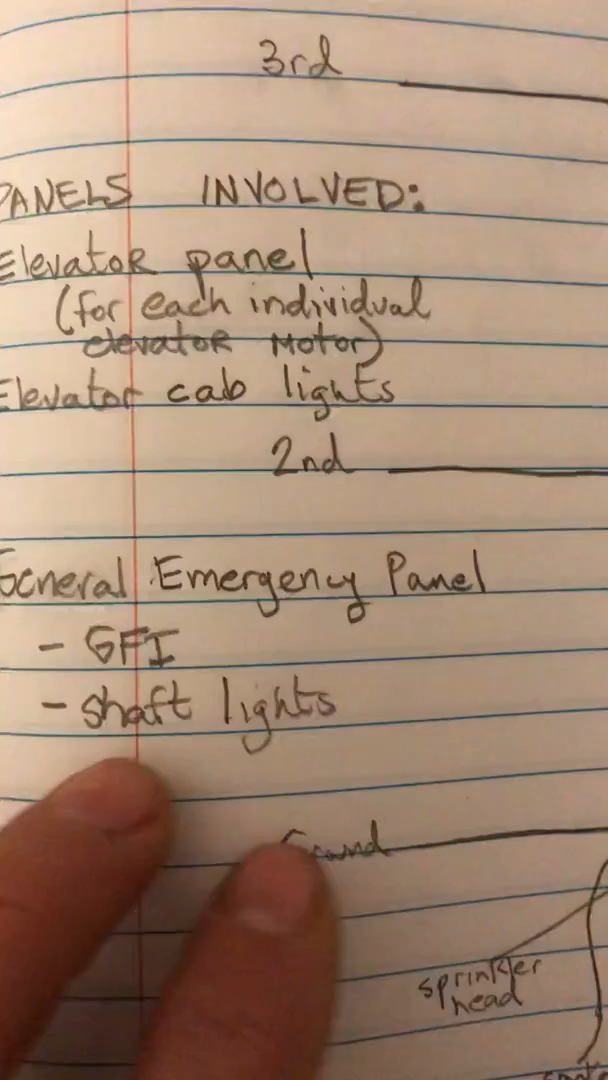 3rd
PANELS INVOLVED:
Elevator panel
(for each individual
elevator Motor)
Elevator cab lights
2nd
General Emergency Panel
- GFI
- shaft lights
sprinkler
head